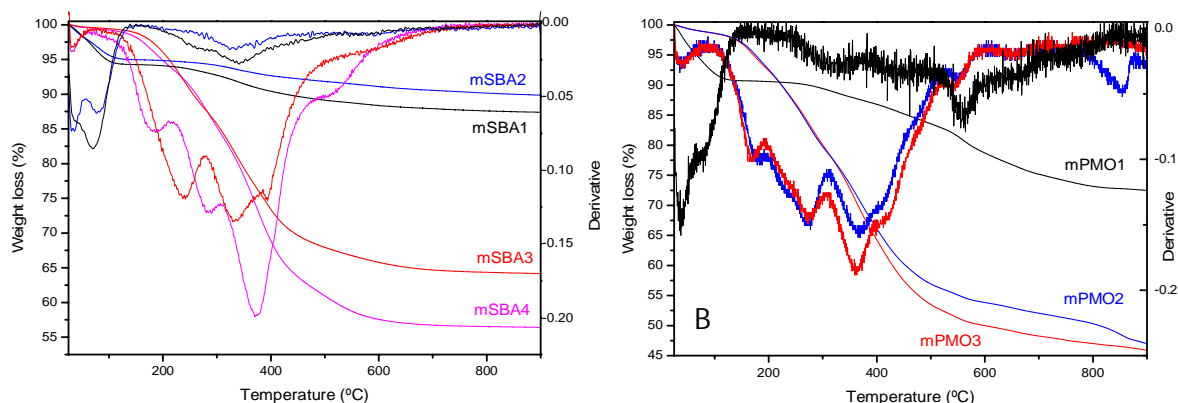 100
95
90
85
80
75
70
65
60
55
Weight loss (%)
200
400
600
800
Temperature (ºC)
0.00
-0.05
-0.10
-0.15
-0.20
Derivative
mSBA2
mSBA1
mSBA3
mSBA4
100
95
90
85
80
75
70
65
60
55
50
45
Weight loss (%)
200
400
600
800
Temperature (ºC)
0.0
-0.1
-0.2
Derivative
mPMO1
mPMO2
mPMO3
B